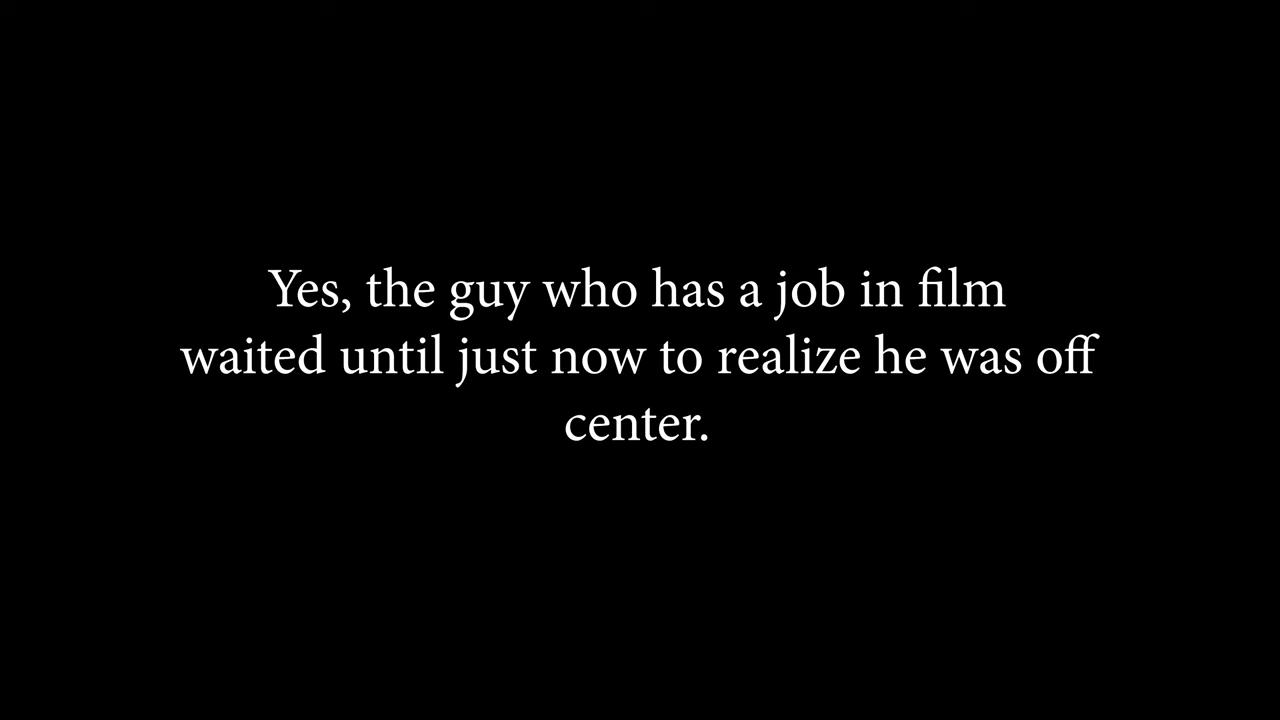 Yes, the guy who has a job in film
waited until just now to realize he was off
center.